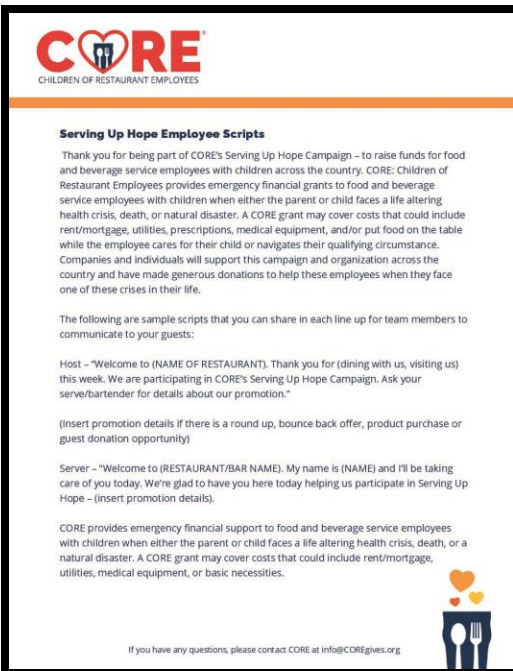 CORE
CHILDREN OF RESTAURANT EMPLOYEES
Serving Up Hope Employee Scripts
Thank you for being part of CORE's Serving Up Hope Campaign – to raise funds for food
and beverage service employees with children across the country. CORE: Children of
Restaurant Employees provides emergency financial grants to food and beverage
service employees with children when either the parent or child faces a life altering
health crisis, death, or natural disaster. A CORE grant may cover costs that could include
rent/mortgage, utilities, prescriptions, medical equipment, and/or put food on the table
while the employee cares for their child or navigates their qualifying circumstance.
Companies and individuals will support this campaign and organization across the
country and have made generous donations to help these employees when they face
one of these crises in their life.
The following are sample scripts that you can share in each line up for team members to
communicate to your guests:
Host – "Welcome to (NAME OF RESTAURANT). Thank you for (dining with us, visiting us)
this week. We are participating in CORE's Serving Up Hope Campaign. Ask your
serve/bartender for details about our promotion."
(Insert promotion details if there is a round up, bounce back offer, product purchase or
guest donation opportunity)
Server – "Welcome to (RESTAURANT/BAR NAME). My name is (NAME) and I'll be taking
care of you today. We're glad to have you here today helping us participate in Serving Up
Hope – (insert promotion details).
CORE provides emergency financial support to food and beverage service employees
with children when either the parent or child faces a life altering health crisis, death, or a
natural disaster. A CORE grant may cover costs that could include rent/mortgage,
utilities, medical equipment, or basic necessities.
If you have any questions, please contact CORE at info@COREgives.org